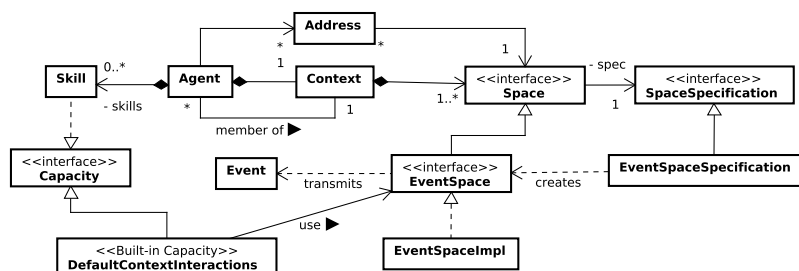 Address
*
*
1
1
0..*
Skill
Agent
Context
<<interface>>
Space
- spec
<<interface>>
SpaceSpecification
- skills
*
1
1..*
1
member of ▶
<<interface>>
Capacity
Event
transmits
<<interface>>
EventSpace
creates
EventSpaceSpecification
use ▶
<<Built-in Capacity>>
DefaultContextInteractions
EventSpaceImpl